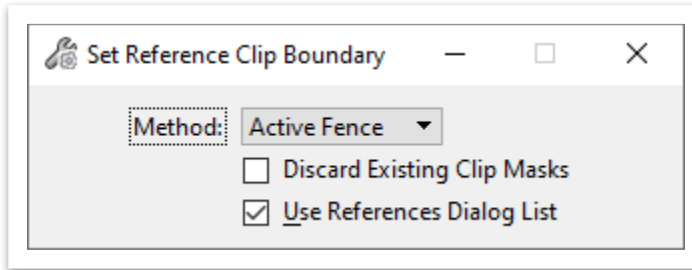 Set Reference Clip Boundary
Method: Active Fence
Discard Existing Clip Masks
Use References Dialog List